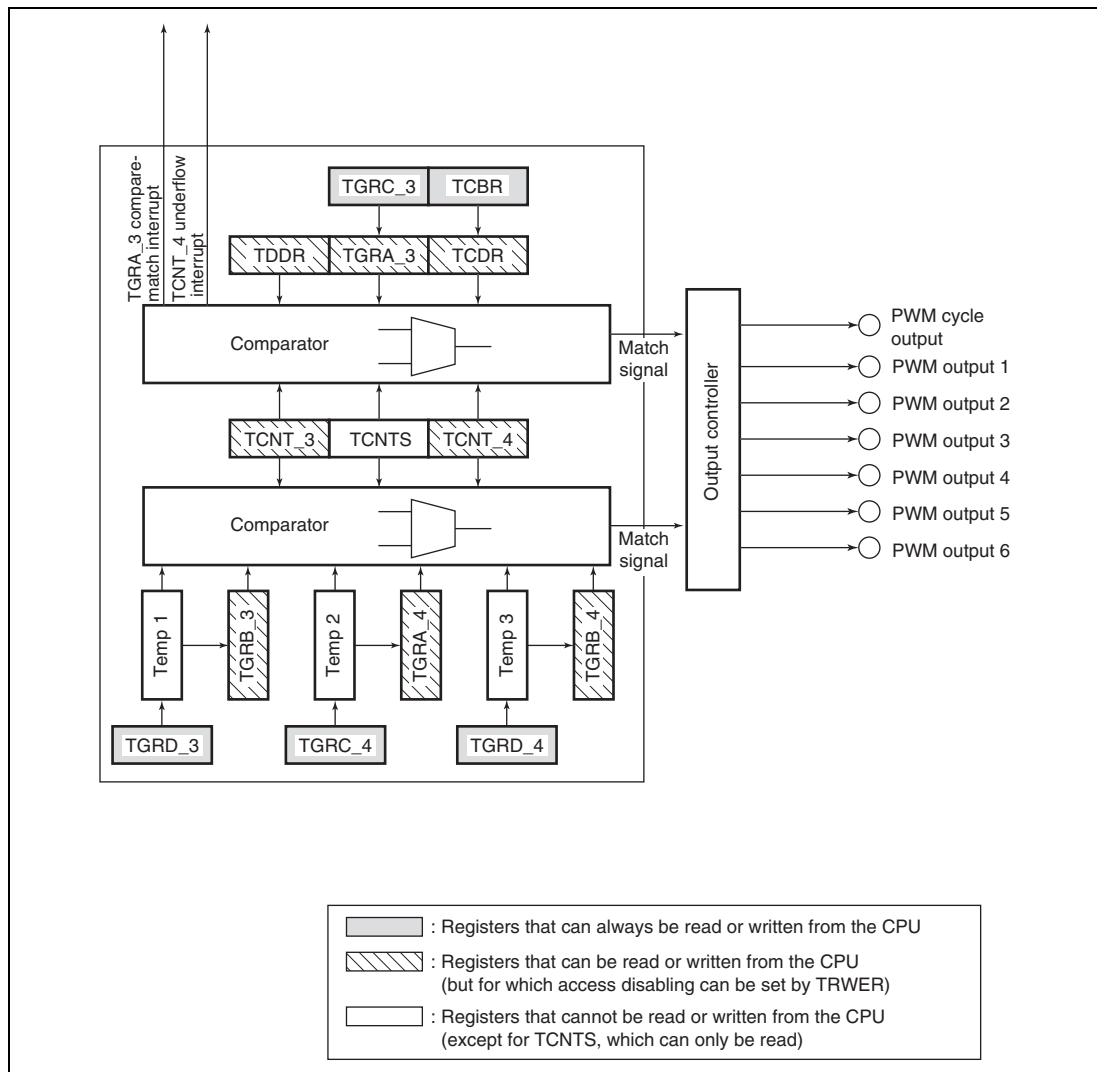 TGRA_3 compare-
match interrupt
TCNT_4 underflow
interrupt
TGRC_3
TCBR
TDDR
TGRA_3
TCDR
Comparator
Match
signal
TCNT_3
TCNTS
TCNT_4
Comparator
Match
signal
Output controller
PWM cycle
output
PWM output 1
PWM output 2
PWM output 3
PWM output 4
PWM output 5
PWM output 6
Temp 1
TGRB_3
Temp 2
TGRA_4
Temp 3
TGRB_4
TGRD_3
TGRC_4
TGRD_4
: Registers that can always be read or written from the CPU
: Registers that can be read or written from the CPU
(but for which access disabling can be set by TRWER)
: Registers that cannot be read or written from the CPU
(except for TCNTS, which can only be read)